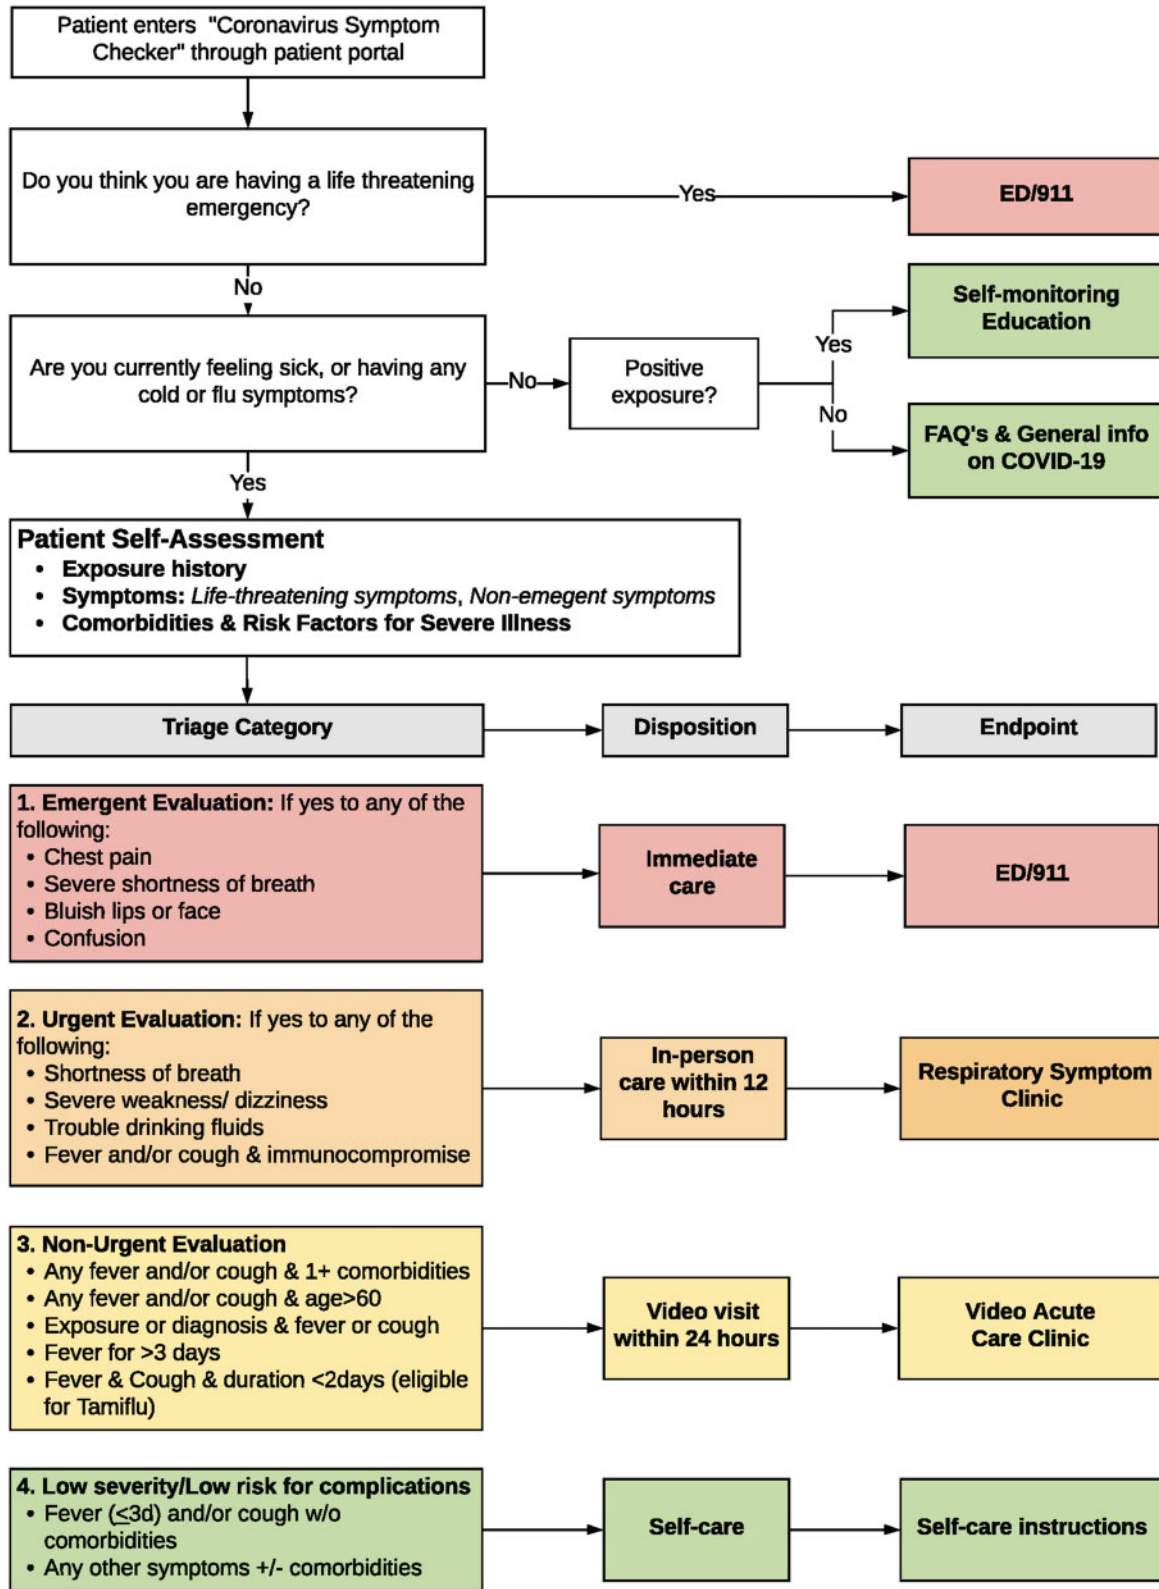 Patient enters "Coronavirus Symptom
Checker" through patient portal
Do you think you are having a life threatening
emergency?
Yes
ED/911
No
Are you currently feeling sick, or having any
cold or flu symptoms?
No
Positive
exposure?
Yes
Self-monitoring
Education
No
FAQ's & General info
on COVID-19
Yes
Patient Self-Assessment
• Exposure history
• Symptoms: Life-threatening symptoms, Non-emegent symptoms
• Comorbidities & Risk Factors for Severe Illness
Triage Category
Disposition
Endpoint
1. Emergent Evaluation: If yes to any of the
following:
• Chest pain
• Severe shortness of breath
• Bluish lips or face
• Confusion
Immediate
care
ED/911
2. Urgent Evaluation: If yes to any of the
following:
• Shortness of breath
• Severe weakness/ dizziness
• Trouble drinking fluids
• Fever and/or cough & immunocompromise
In-person
care within 12
hours
Respiratory Symptom
Clinic
3. Non-Urgent Evaluation
• Any fever and/or cough & 1+ comorbidities
• Any fever and/or cough & age>60
• Exposure or diagnosis & fever or cough
• Fever for >3 days
• Fever & Cough & duration <2days (eligible
for Tamiflu)
Video visit
within 24 hours
Video Acute
Care Clinic
4. Low severity/Low risk for complications
• Fever (≤3d) and/or cough w/o
comorbidities
• Any other symptoms +/- comorbidities
Self-care
Self-care instructions